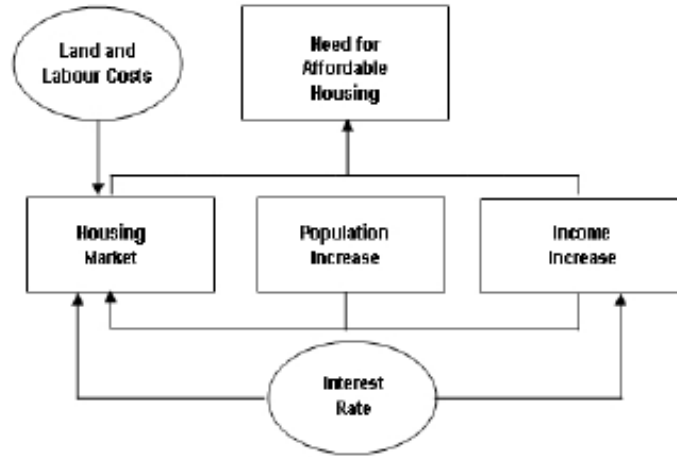 Land and
Labour Costs
Need for
Affordable
Housing
Housing
Market
Population
Increase
Income
Increase
Interest
Rate